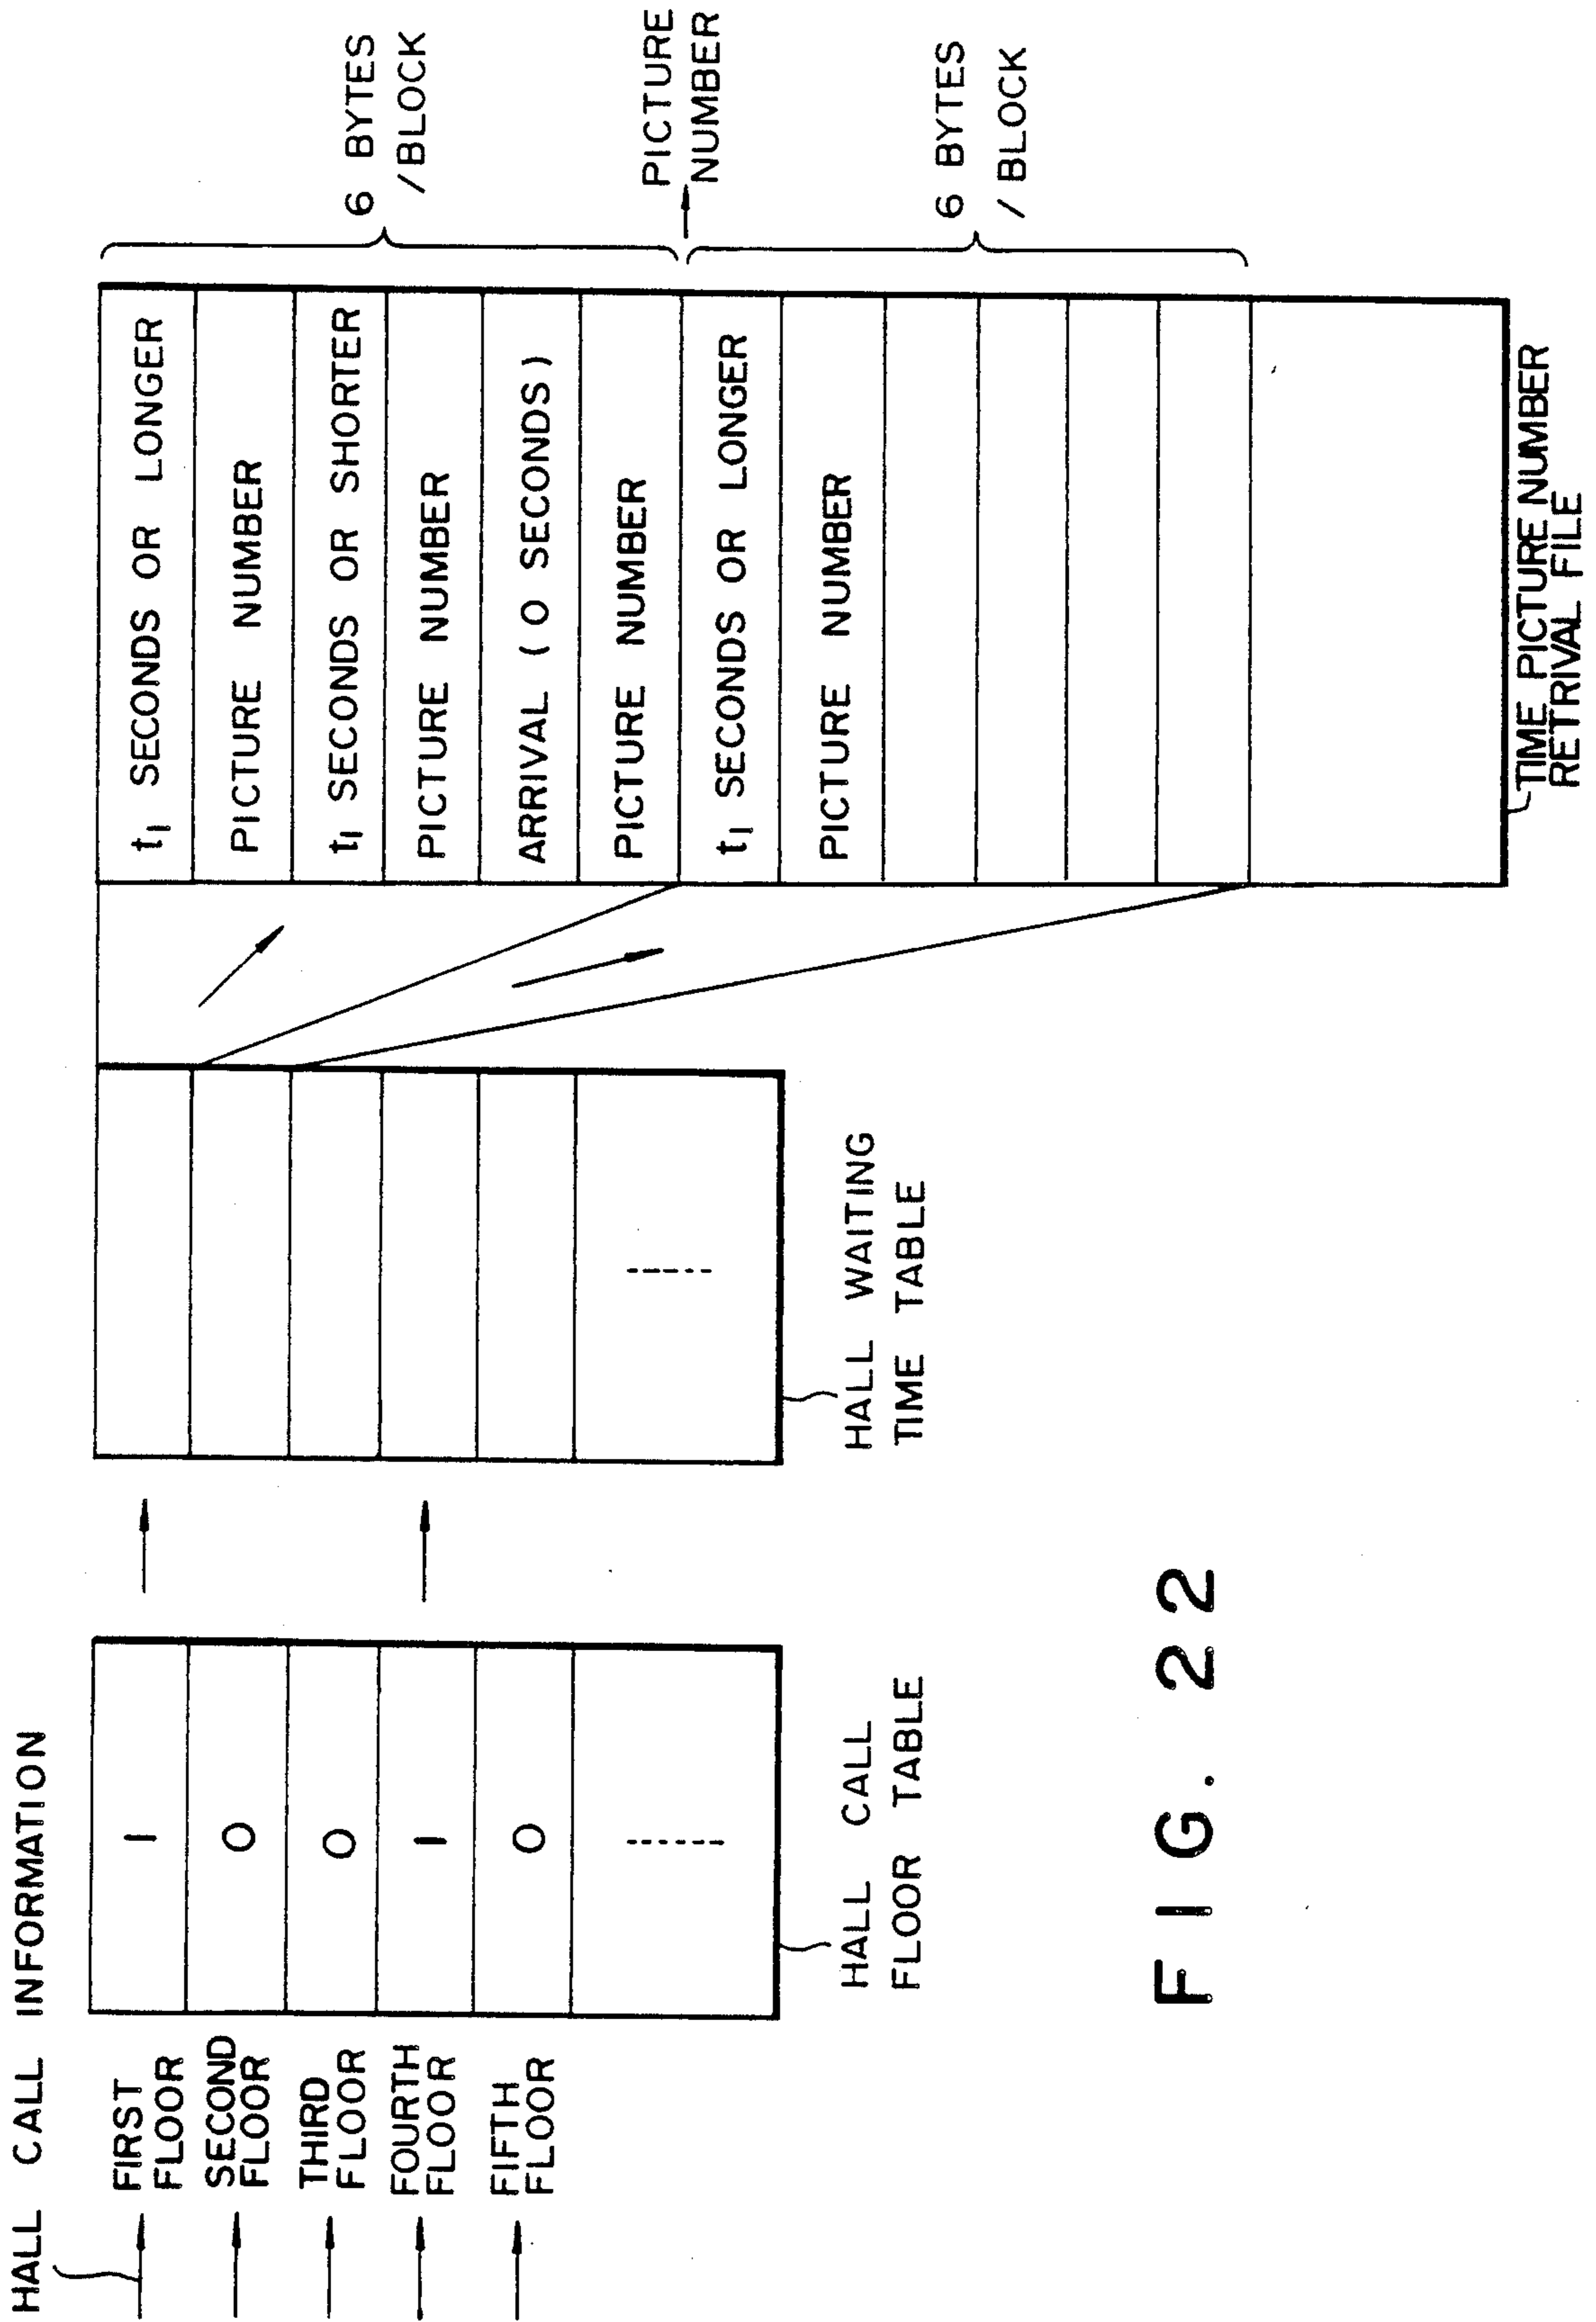 HALL CALL INFORMATION
FIRST
FLOOR
SECOND
FLOOR
THIRD
FLOOR
FOURTH
FLOOR
FIFTH
FLOOR
1
0
0
1
0
HALL CALL
FLOOR TABLE
HALL WAITING
TIME TABLE
t1 SECONDS OR LONGER
PICTURE NUMBER
t1 SECONDS OR SHORTER
PICTURE NUMBER
ARRIVAL (0 SECONDS)
PICTURE NUMBER
t1 SECONDS OR LONGER
PICTURE NUMBER
TIME PICTURE NUMBER
RETRIVAL FILE
6 BYTES
/BLOCK
PICTURE
NUMBER
6 BYTES
/ BLOCK
FIG. 22